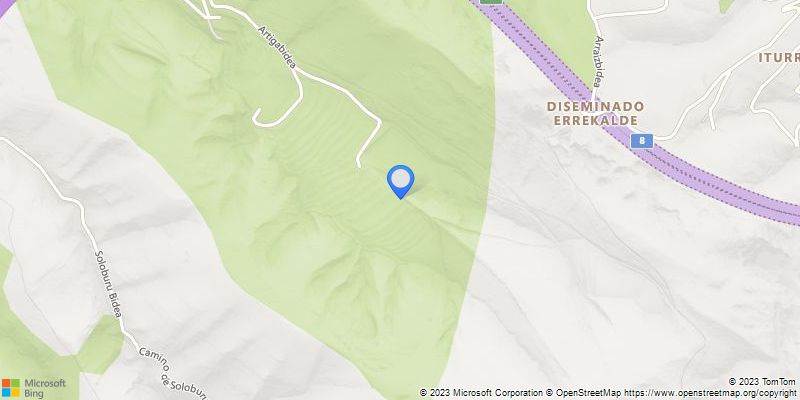 Artigabidea
Arraizbidea
ITURR
DISEMINADO
ERREKALDE
8
Soloburu Bidea
Camino
de Soloburu
Microsoft
Bing
© 2023 TomTom
© 2023 Microsoft Corporation © OpenStreetMap https://www.openstreetmap.org/copyright